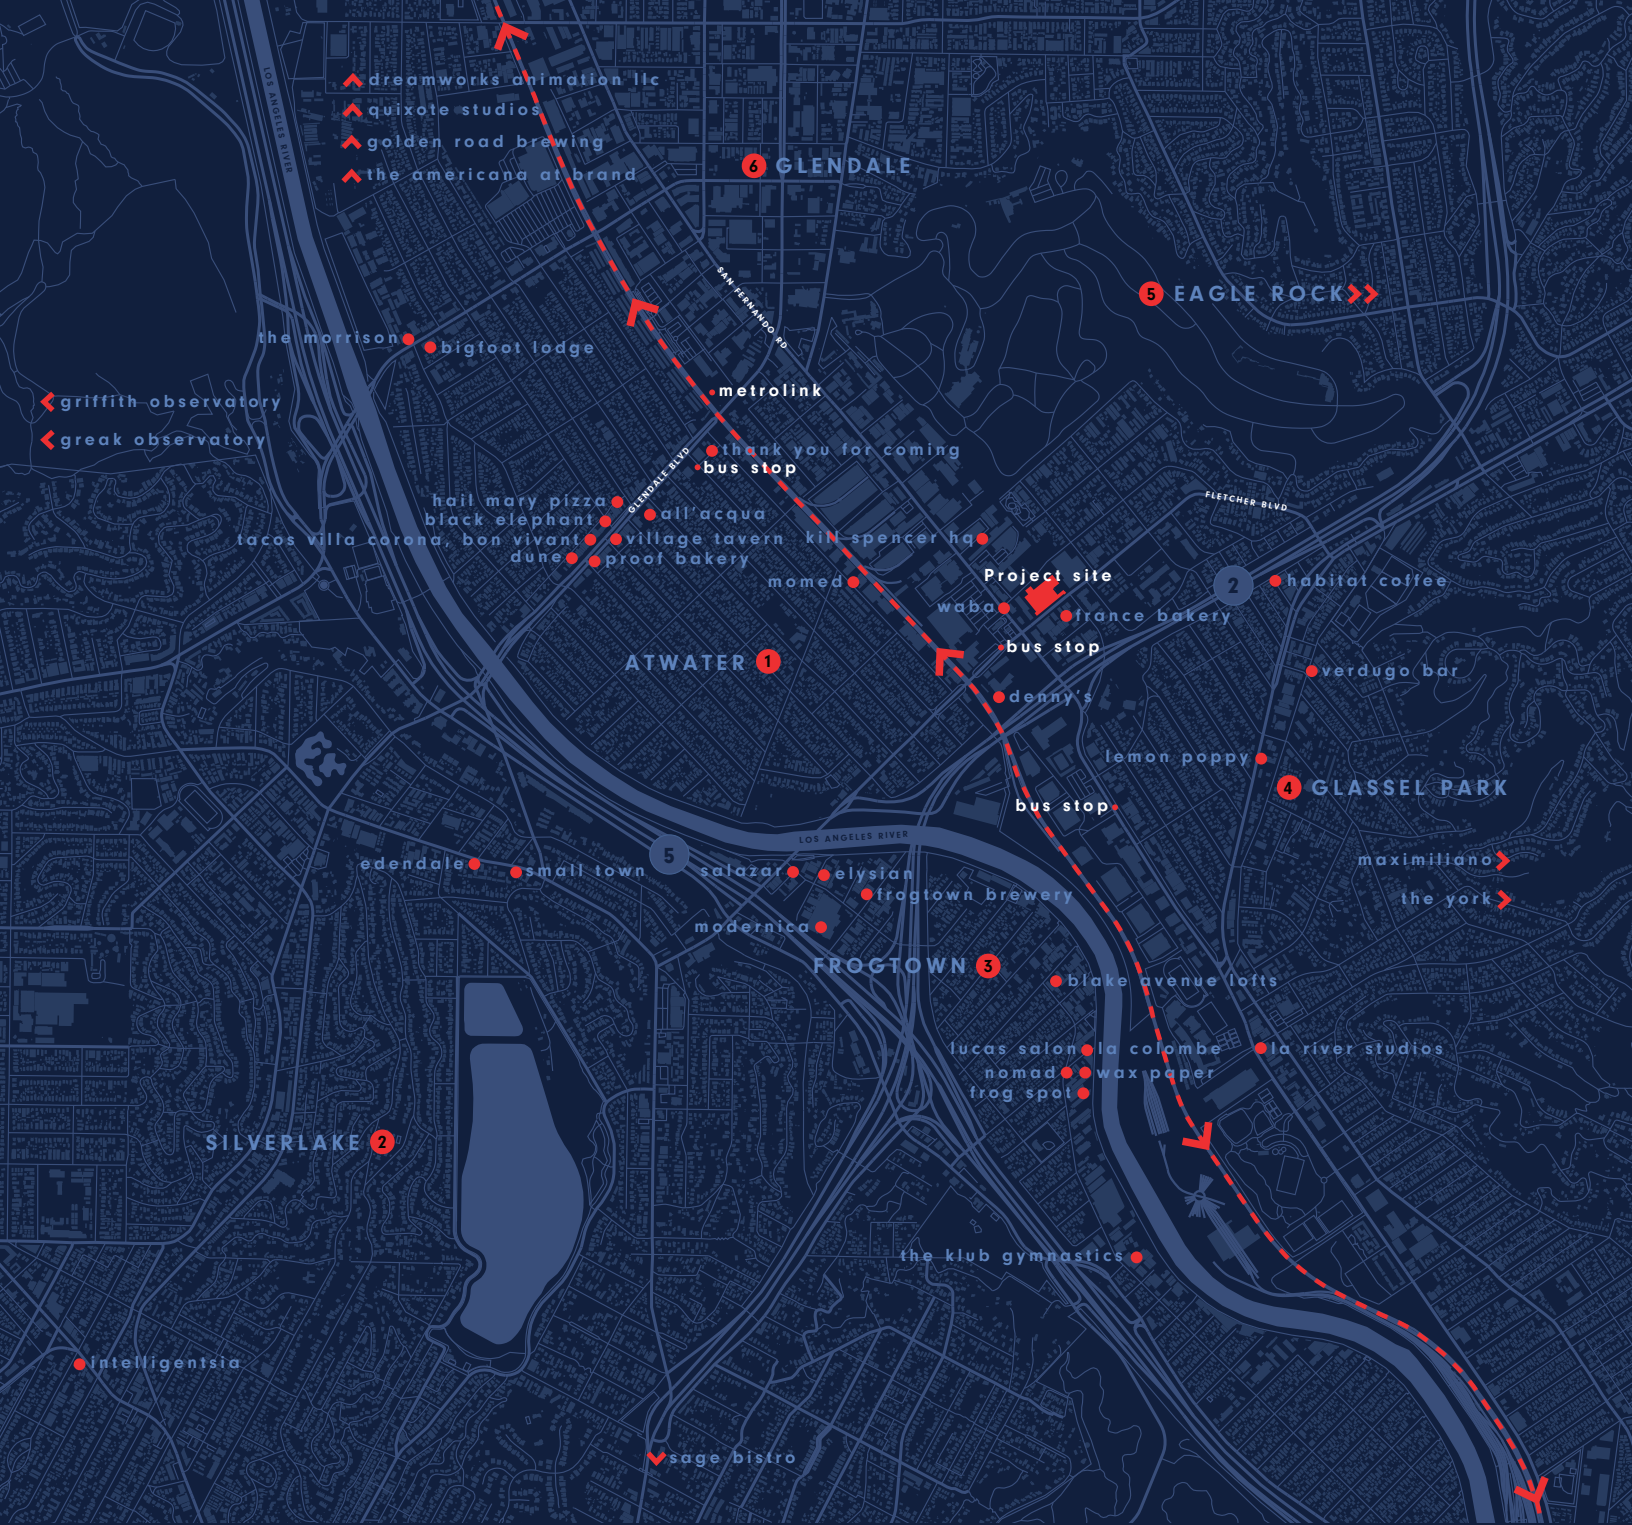 LOS ANGELES RIVER
dreamworks animation llc
quixote studios
golden road brewing
the americana at brand
6 GLENDALE
5 EAGLE ROCK
SAN FERNANDO RD
the morrison
bigfoot lodge
metrolink
griffith observatory
greak observatory
thank you for coming
bus stop
GLENDALE BLVD
hail mary pizza
all'acqua
black elephant
tacos villa corona, bon vivant
village tavern
kill spencer hq
dune
proof bakery
FLETCHER BLVD
momed
Project site
2
habitat coffee
waba
france bakery
bus stop
ATWATER 1
verdugo bar
denny's
lemon poppy
4 GLASSEL PARK
bus stop
LOS ANGELES RIVER
5
edendale
small town
salazar
elysian
maximiliano
frogtown brewery
the york
modernica
FROGTOWN 3
blake avenue lofts
lucas salon
la colombe
la river studios
nomad
wax paper
frog spot
SILVERLAKE 2
the klub gymnastics
intelligentsia
sage bistro